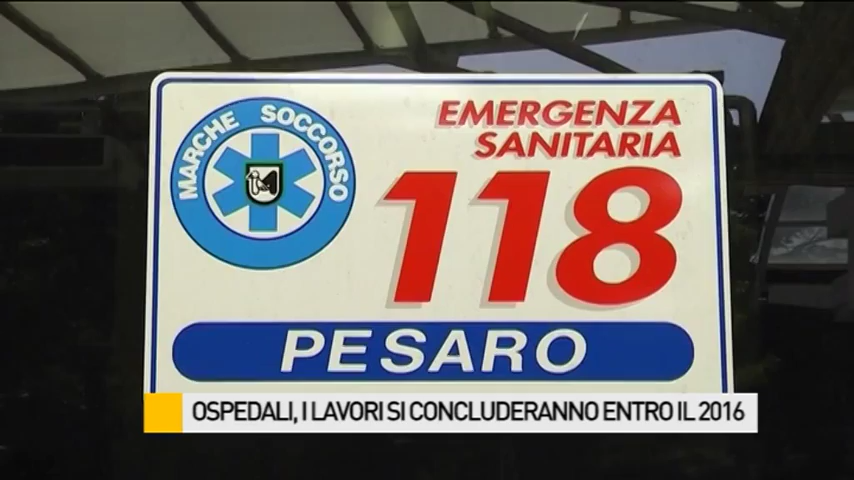 MARCHE SOCCORSO
EMERGENZA
SANITARIA
118
PESARO
OSPEDALI, I LAVORI SI CONCLUDERANNO ENTRO IL 2016